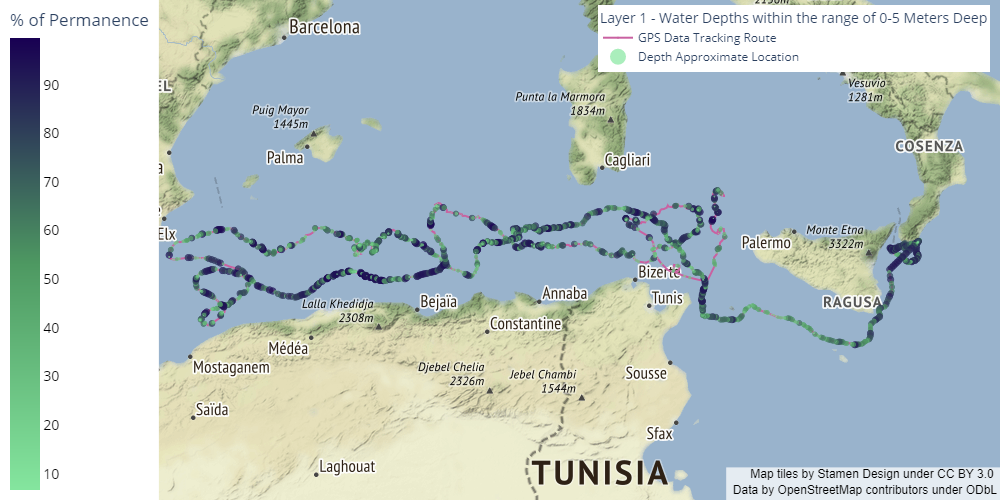 % of Permanence
90
80
70
60
50
40
30
20
10
Layer 1 - Water Depths within the range of 0-5 Meters Deep
GPS Data Tracking Route
Depth Approximate Location
Barcelona
EL
2130m
Vesuvio
1281m
Punta la Marmora
1834m
Puig Mayor
1445m
Palma
Cagliari
COSENZA
a
e
Elx
Palermo
Monte Etna
3322m
RAGUSA
Bizerte
Tunis
Bejaïa
Annaba
Lalla Khedidja
2308m
Constantine
Médéa
Mostaganem
Djebel Chelia
2326m
Jebel Chambi
1544m
Sousse
Saïda
Sfax
Laghouat
TUNISIA
Map tiles by Stamen Design under CC BY 3.0
Data by OpenStreetMap contributors under ODbL